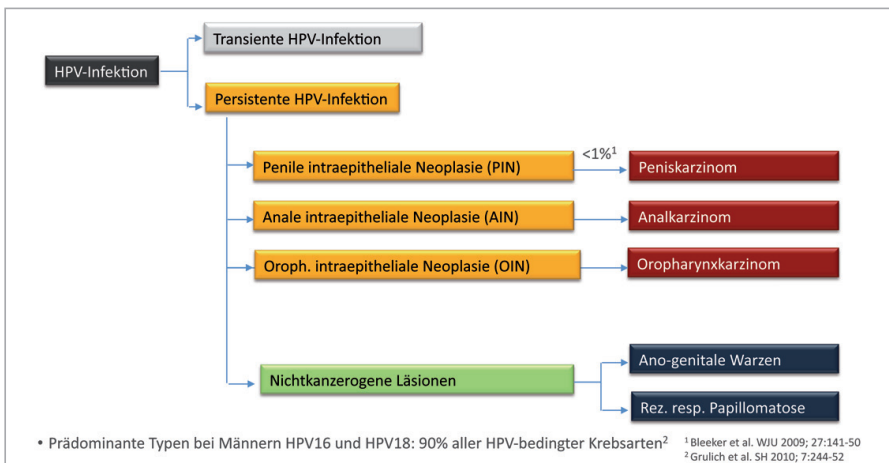 Transiente HPV-Infektion
HPV-Infektion
Persistente HPV-Infektion
Penile intraepitheliale Neoplasie (PIN)
<1%¹
Peniskarzinom
Anale intraepitheliale Neoplasie (AIN)
Analkarzinom
Oroph. intraepitheliale Neoplasie (OIN)
Oropharynxkarzinom
Ano-genitale Warzen
Nichtkanzerogene Läsionen
Rez. resp. Papillomatose
• Prädominante Typen bei Männern HPV16 und HPV18: 90% aller HPV-bedingter Krebsarten²
¹ Bleeker et al. WJU 2009; 27:141-50
² Grulich et al. SH 2010; 7:244-52